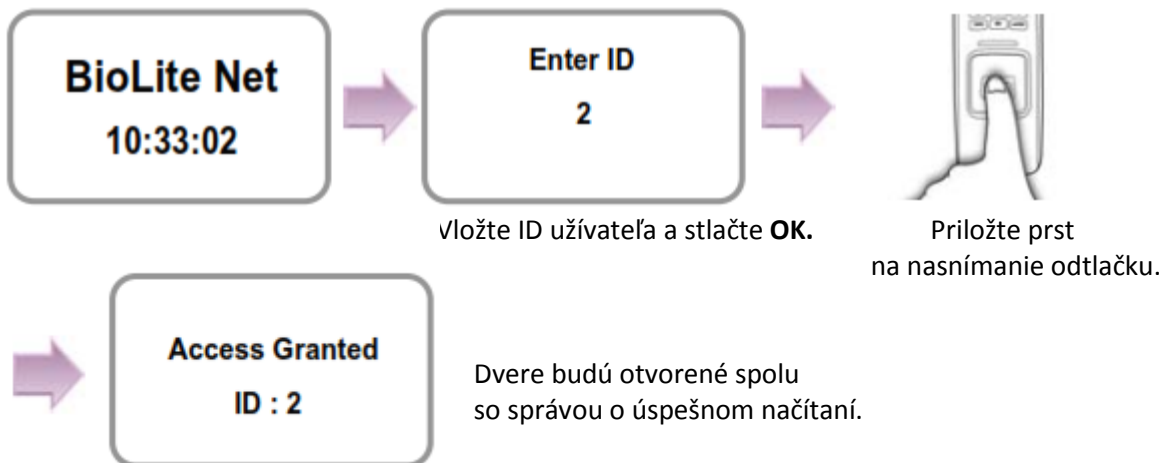 BioLite Net
10:33:02
Enter ID
2
Vložte ID užívateľa a stlačte OK.
Priložte prst
na nasnímanie odtlačku.
Access Granted
ID : 2
Dvere budú otvorené spolu
so správou o úspešnom načítaní.